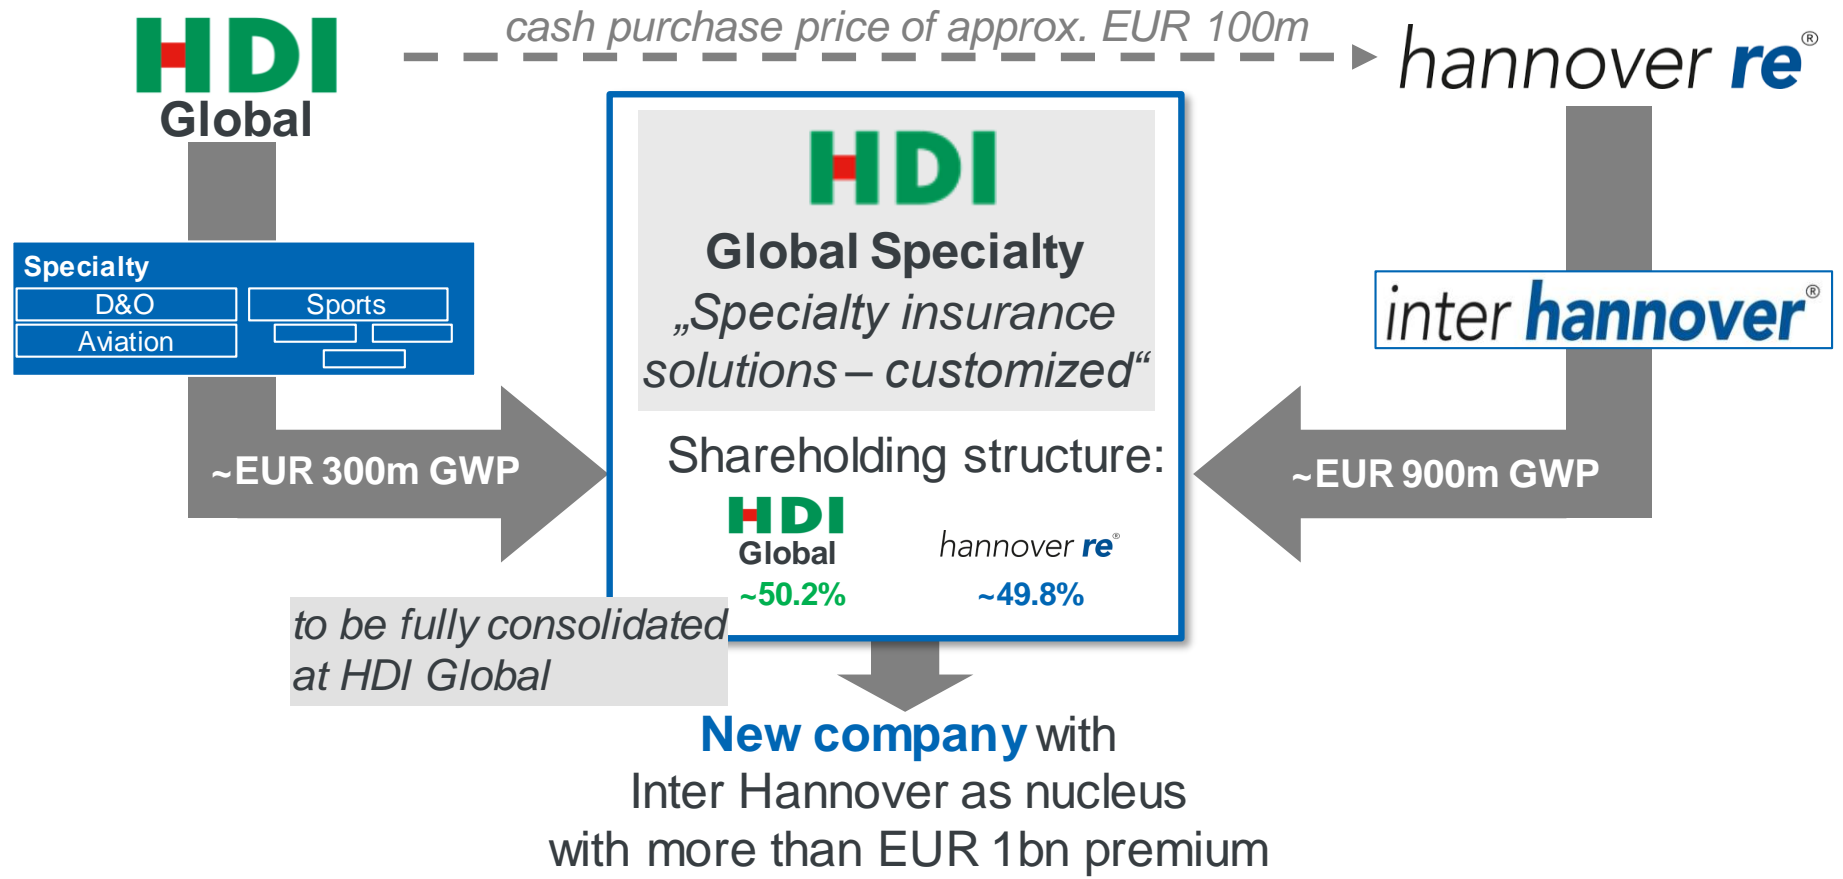 cash purchase price of approx. EUR 100m
HDI
Global
hannover re®
HDI
Global Specialty
„Specialty insurance
solutions – customized“
Specialty
D&O
Sports
Aviation
inter hannover®
~EUR 300m GWP
~EUR 900m GWP
Shareholding structure:
HDI
Global
~50.2%
hannover re®
~49.8%
to be fully consolidated
at HDI Global
New company with
Inter Hannover as nucleus
with more than EUR 1bn premium